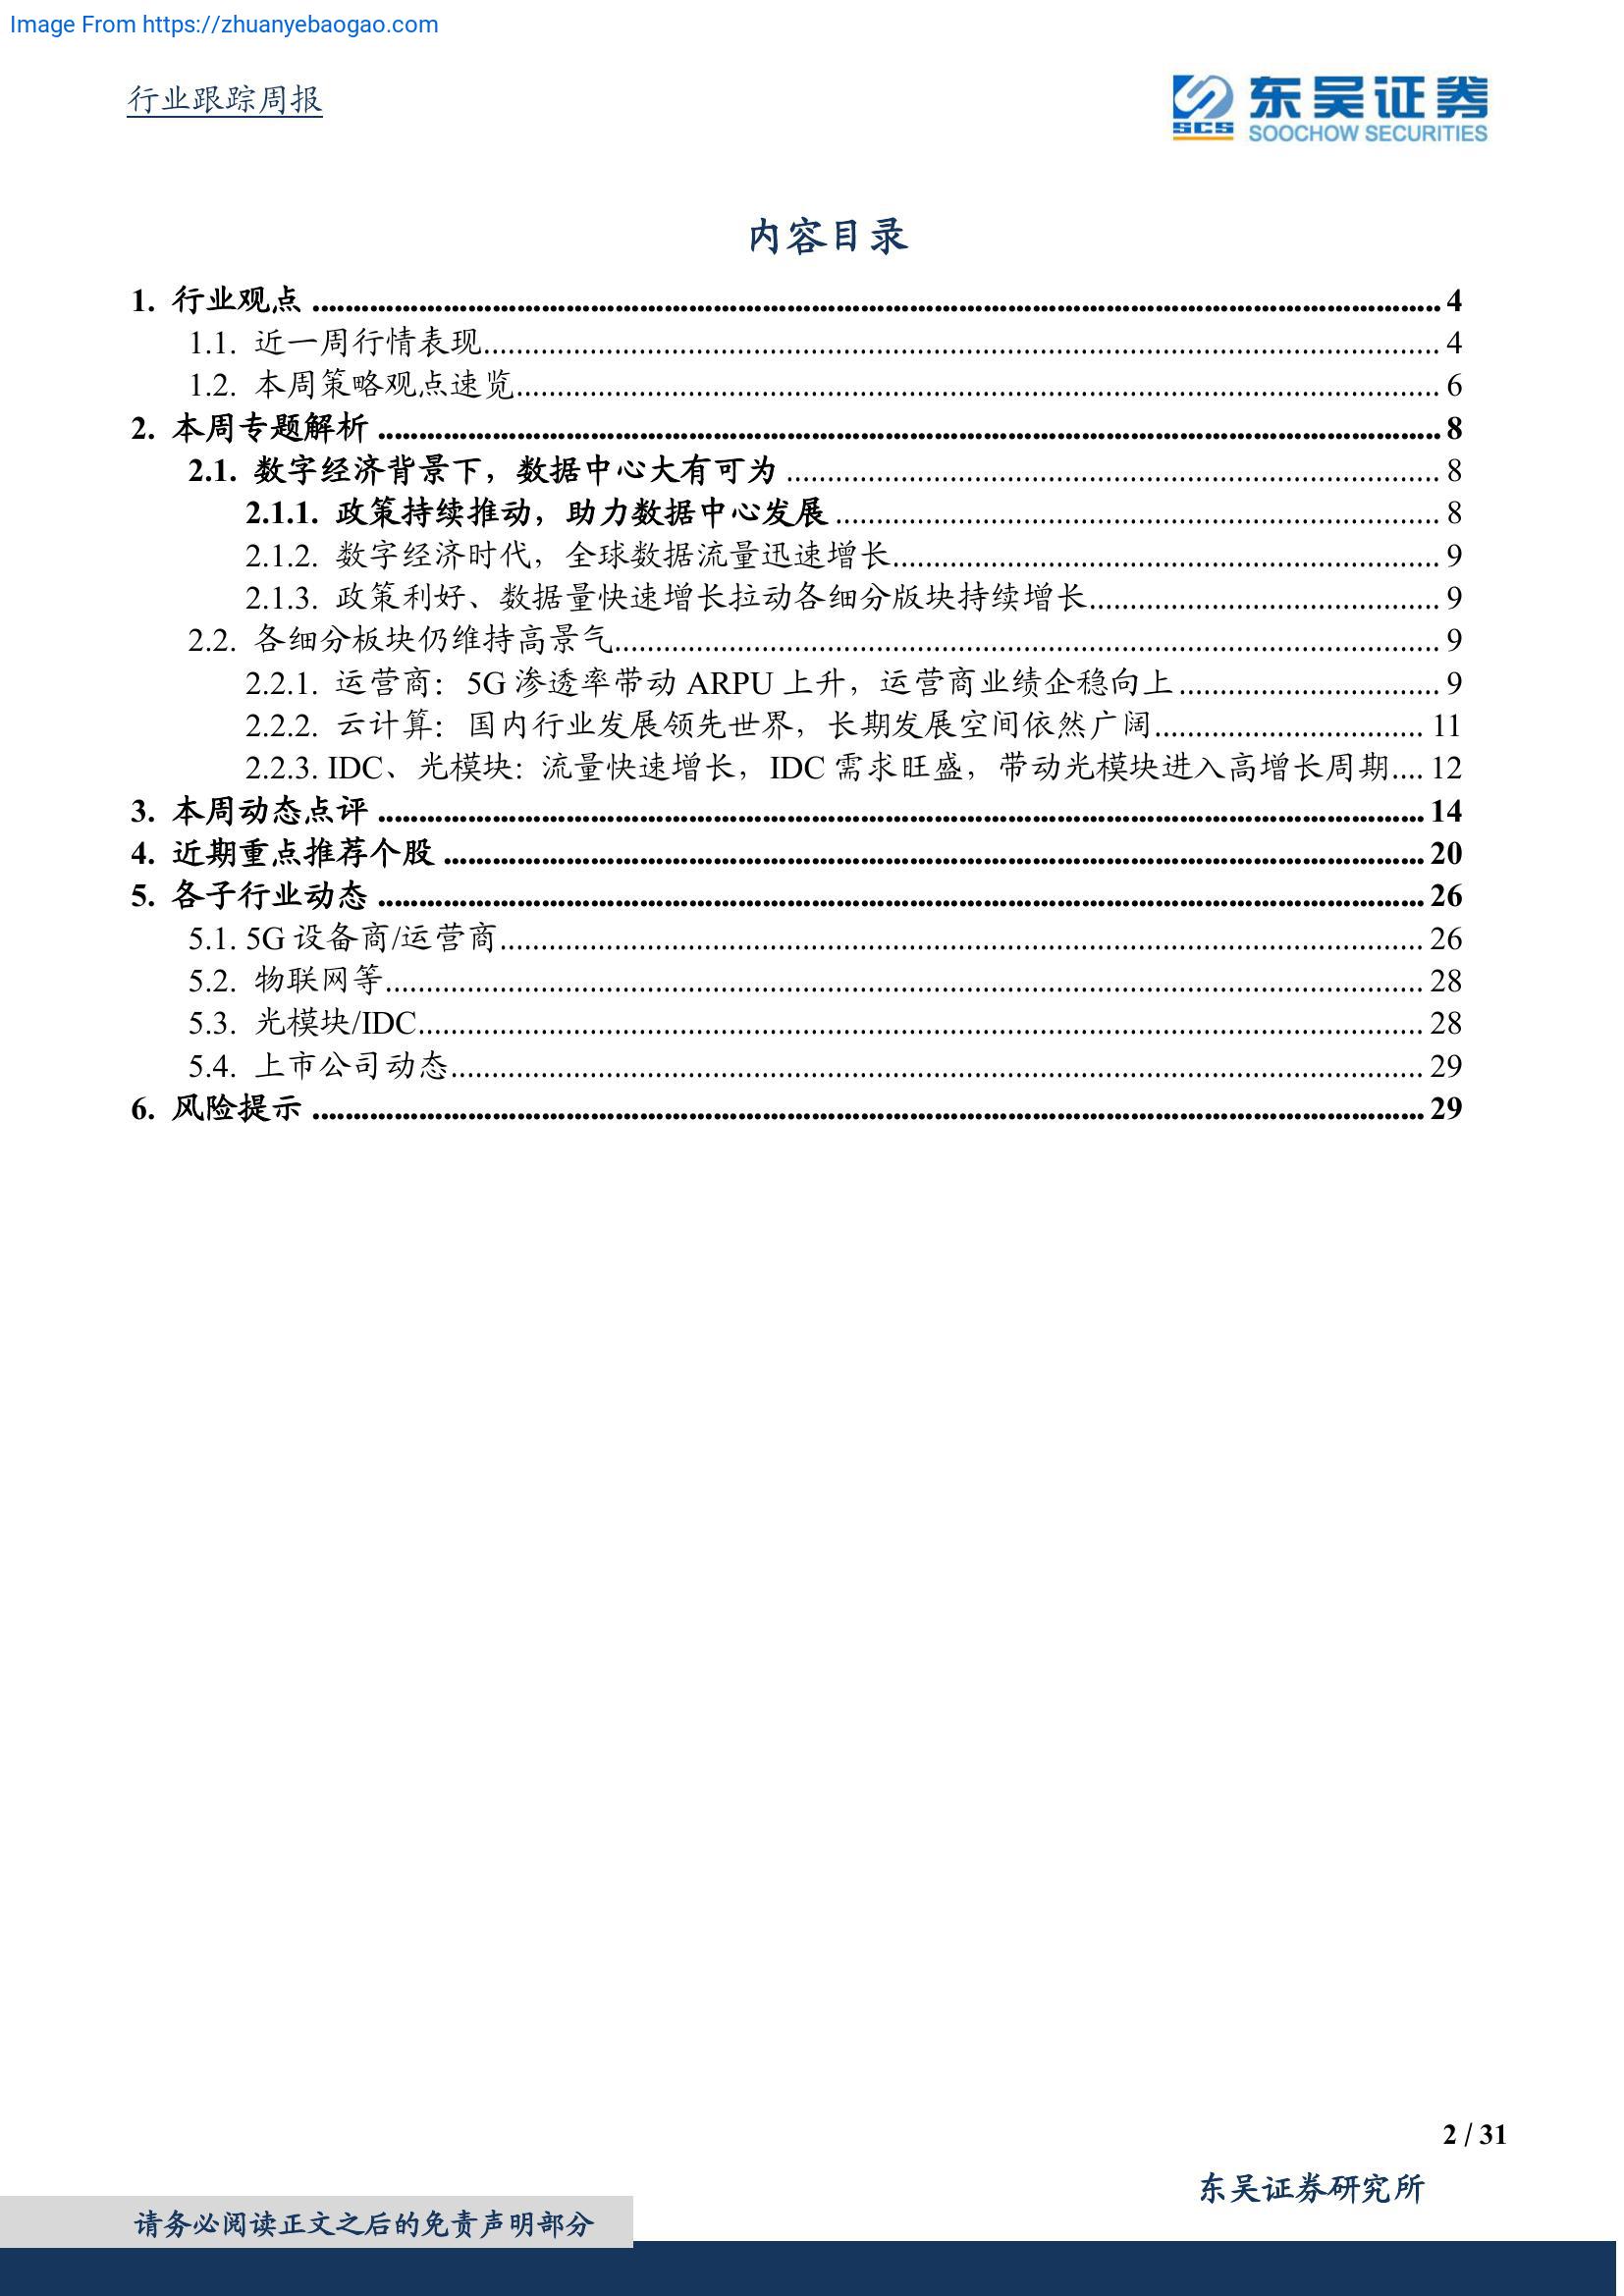 Image From https://zhuanyebaogao.com
行业跟踪周报
东吴证券
SCS
SOOCHOW SECURITIES
内容目录
1. 行业观点 ........ 4
1.1. 近一周行情表现........ 4
1.2. 本周策略观点速览........ 6
2. 本周专题解析 ........ 8
2.1. 数字经济背景下，数据中心大有可为 ........ 8
2.1.1. 政策持续推动，助力数据中心发展 ........ 8
2.1.2. 数字经济时代，全球数据流量迅速增长........ 9
2.1.3. 政策利好、数据量快速增长拉动各细分版块持续增长........ 9
2.2. 各细分板块仍维持高景气........ 9
2.2.1. 运营商：5G 渗透率带动 ARPU 上升，运营商业绩企稳向上........ 9
2.2.2. 云计算：国内行业发展领先世界，长期发展空间依然广阔........ 11
2.2.3. IDC、光模块：流量快速增长，IDC 需求旺盛，带动光模块进入高增长周期.... 12
3. 本周动态点评 ........ 14
4. 近期重点推荐个股 ........ 20
5. 各子行业动态 ........ 26
5.1. 5G 设备商/运营商........ 26
5.2. 物联网等........ 28
5.3. 光模块/IDC........ 28
5.4. 上市公司动态........ 29
6. 风险提示 ........ 29
2 / 31
东吴证券研究所
请务必阅读正文之后的免责声明部分